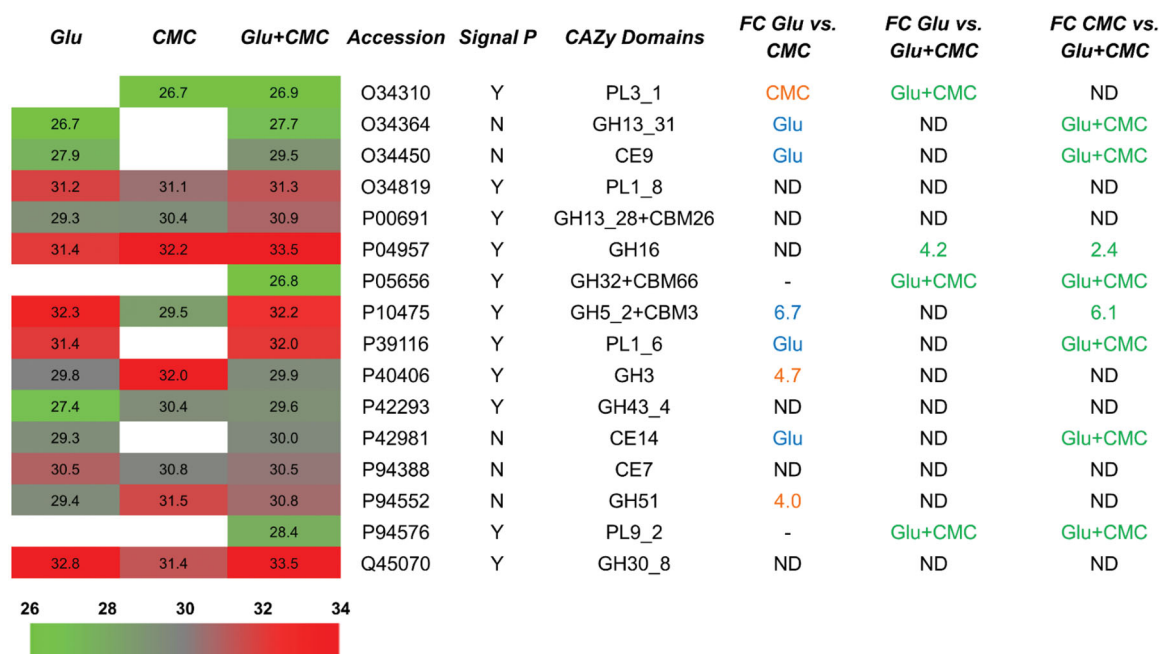 Glu CMC Glu+CMC Accession Signal P CAZy Domains FC Glu vs. CMC FC Glu vs. Glu+CMC FC CMC vs. Glu+CMC
26.7 26.9 O34310 Y PL3_1 CMC Glu+CMC ND
26.7 27.7 O34364 N GH13_31 Glu ND Glu+CMC
27.9 29.5 O34450 N CE9 Glu ND Glu+CMC
31.2 31.1 31.3 O34819 Y PL1_8 ND ND ND
29.3 30.4 30.9 P00691 Y GH13_28+CBM26 ND ND ND
31.4 32.2 33.5 P04957 Y GH16 ND 4.2 2.4
26.8 P05656 Y GH32+CBM66 - Glu+CMC Glu+CMC
32.3 29.5 32.2 P10475 Y GH5_2+CBM3 6.7 ND 6.1
31.4 32.0 P39116 Y PL1_6 Glu ND Glu+CMC
29.8 32.0 29.9 P40406 Y GH3 4.7 ND ND
27.4 30.4 29.6 P42293 Y GH43_4 ND ND ND
29.3 30.0 P42981 N CE14 Glu ND Glu+CMC
30.5 30.8 30.5 P94388 N CE7 ND ND ND
29.4 31.5 30.8 P94552 N GH51 4.0 ND ND
28.4 P94576 Y PL9_2 - Glu+CMC Glu+CMC
32.8 31.4 33.5 Q45070 Y GH30_8 ND ND ND
26 28 30 32 34